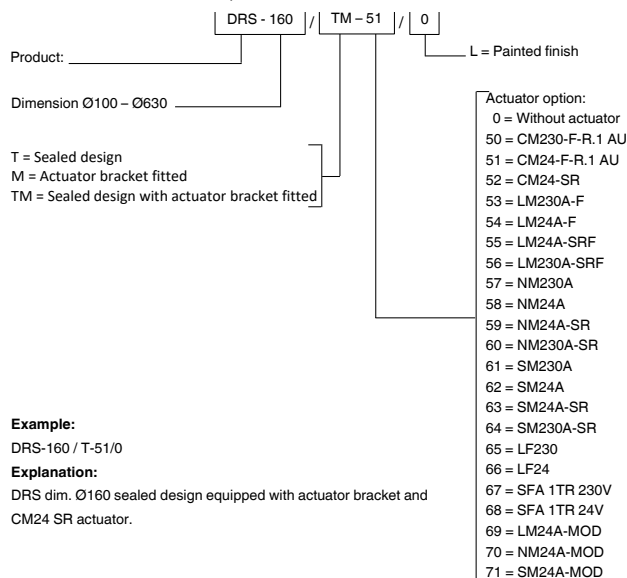 DRS - 160 / TM – 51 / 0
Product:
L = Painted finish
Dimension Ø100 – Ø630
T = Sealed design
M = Actuator bracket fitted
TM = Sealed design with actuator bracket fitted
Actuator option:
0 = Without actuator
50 = CM230-F-R.1 AU
51 = CM24-F-R.1 AU
52 = CM24-SR
53 = LM230A-F
54 = LM24A-F
55 = LM24A-SRF
56 = LM230A-SRF
57 = NM230A
58 = NM24A
59 = NM24A-SR
60 = NM230A-SR
61 = SM230A
62 = SM24A
63 = SM24A-SR
64 = SM230A-SR
65 = LF230
66 = LF24
67 = SFA 1TR 230V
68 = SFA 1TR 24V
69 = LM24A-MOD
70 = NM24A-MOD
71 = SM24A-MOD
Example:
DRS-160 / T-51/0
Explanation:
DRS dim. Ø160 sealed design equipped with actuator bracket and
CM24 SR actuator.